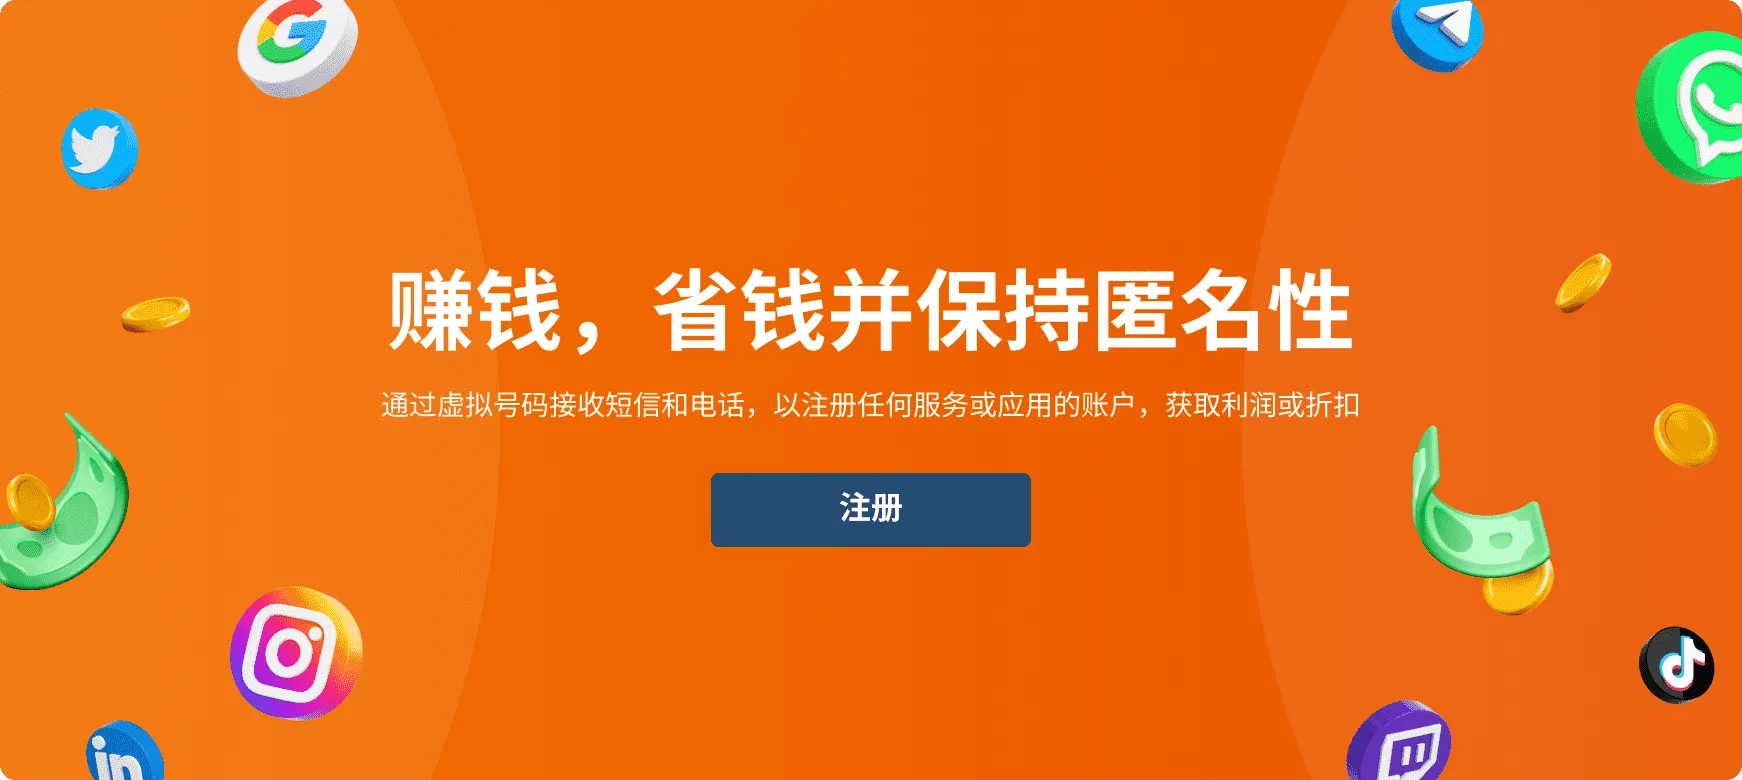 赚钱，省钱并保持匿名性
通过虚拟号码接收短信和电话，以注册任何服务或应用的账户，获取利润或折扣
注册
in